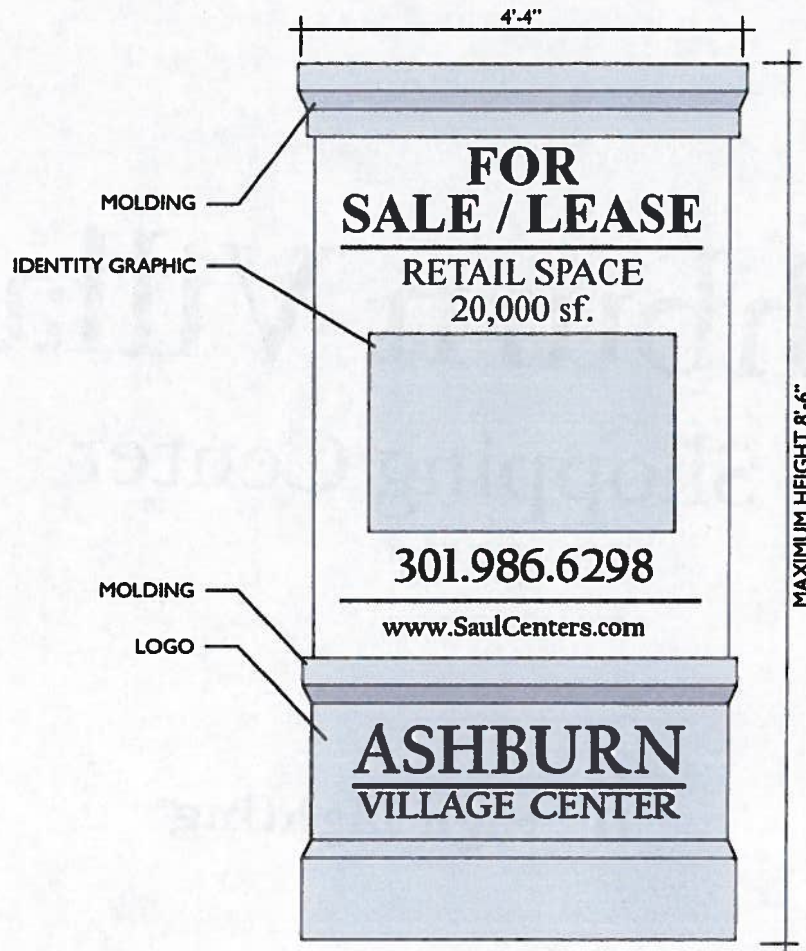 4'-4"
MOLDING
IDENTITY GRAPHIC
FOR
SALE / LEASE
RETAIL SPACE
20,000 sf.
MAXIMUM HEIGHT 8'-6"
301.986.6298
MOLDING
www.SaulCenters.com
LOGO
ASHBURN
VILLAGE CENTER